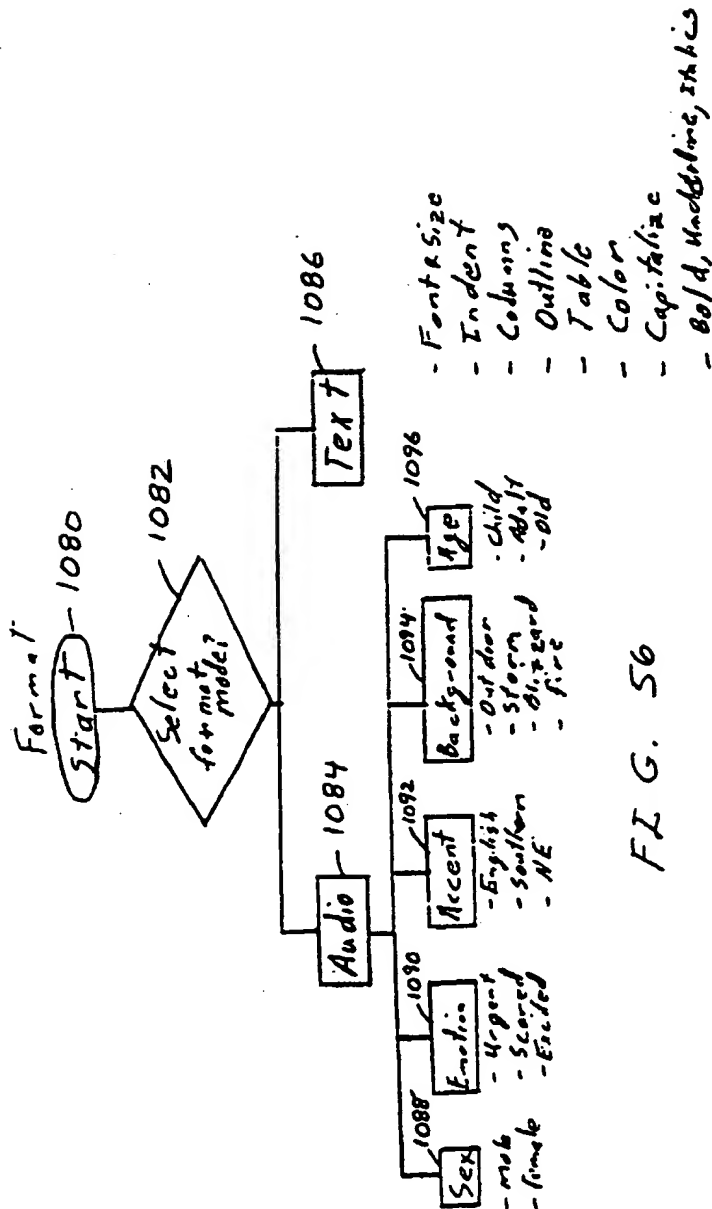 Format
Start 1080
Select format mode? 1082
Audio 1084
Text 1086
- Font & Size
- Indent
- Columns
- Outline
- Table
- Color
- Capitalize
- Bold, Underline, Italics
Sex 1088
- Male
- Female
Emotion 1090
- Urgent
- Scared
- Excited
Accent 1092
- English
- Southern
- NE
Background 1094
- Outdoor
- Storm
- Blizzard
- Fire
Age 1096
- Child
- Adult
- Old
FIG. 56